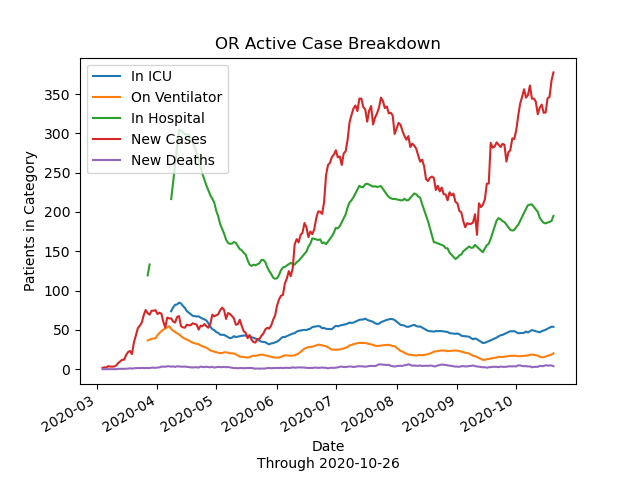 OR Active Case Breakdown
In ICU
On Ventilator
In Hospital
New Cases
New Deaths
Patients in Category
350
300
250
200
150
100
50
0
2020-03
2020-04
2020-05
2020-06
2020-07
2020-08
2020-09
2020-10
Date
Through 2020-10-26